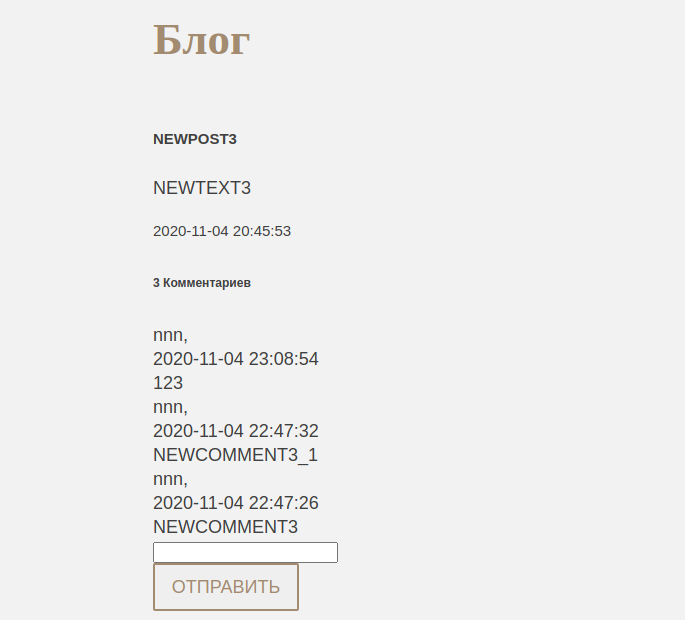 Блог
NEWPOST3
NEWTEXT3
2020-11-04 20:45:53
3 Комментариев
nnn,
2020-11-04 23:08:54
123
nnn,
2020-11-04 22:47:32
NEWCOMMENT3_1
nnn,
2020-11-04 22:47:26
NEWCOMMENT3
ОТПРАВИТЬ